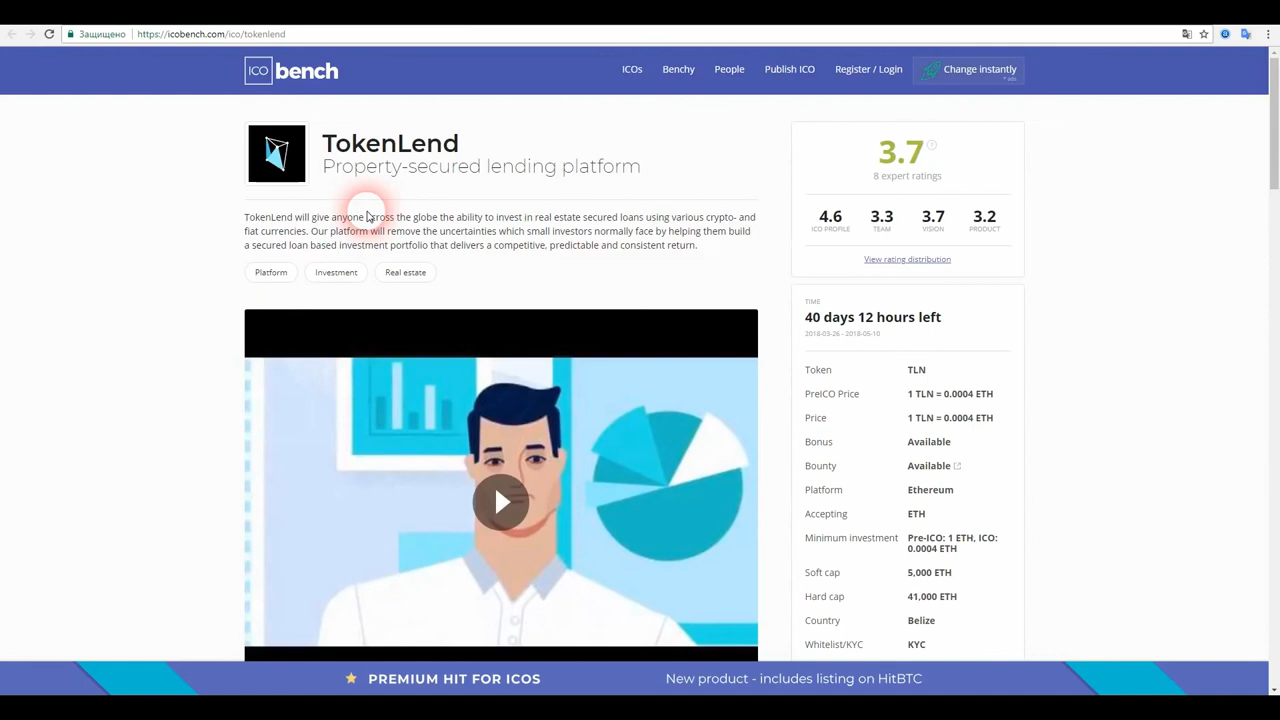 Защищено https://icobench.com/ico/tokenlend
ICO bench ICOs Benchy People Publish ICO Register / Login Change instantly
* ads
TokenLend
Property-secured lending platform
TokenLend will give anyone across the globe the ability to invest in real estate secured loans using various crypto- and
fiat currencies. Our platform will remove the uncertainties which small investors normally face by helping them build
a secured loan based investment portfolio that delivers a competitive, predictable and consistent return.
Platform Investment Real estate
3.7
8 expert ratings
4.6 3.3 3.7 3.2
ICO PROFILE TEAM VISION PRODUCT
View rating distribution
TIME
40 days 12 hours left
2018-03-26 - 2018-05-10
Token TLN
PreICO Price 1 TLN = 0.0004 ETH
Price 1 TLN = 0.0004 ETH
Bonus Available
Bounty Available
Platform Ethereum
Accepting ETH
Minimum investment Pre-ICO: 1 ETH, ICO:
0.0004 ETH
Soft cap 5,000 ETH
Hard cap 41,000 ETH
Country Belize
Whitelist/KYC KYC
PREMIUM HIT FOR ICOS New product - includes listing on HitBTC